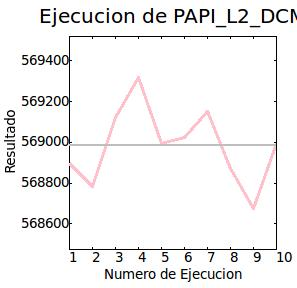 Ejecucion de PAPI_L2_DCM
Resultado
569400
569200
569000
568800
568600
1 2 3 4 5 6 7 8 9 10
Numero de Ejecucion